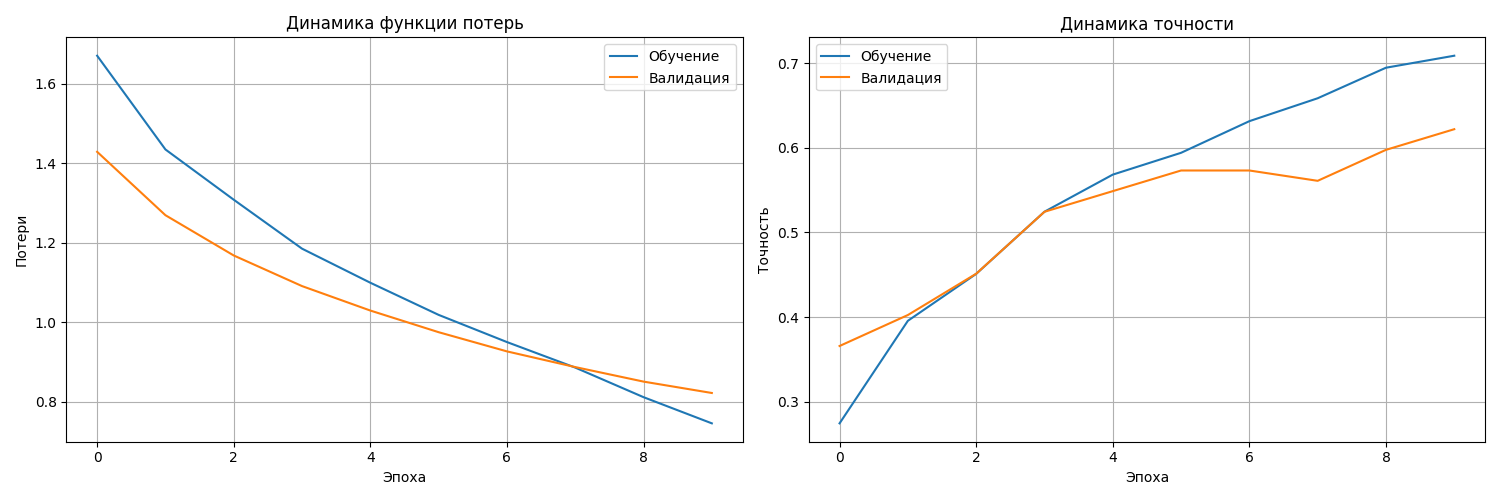 Динамика функции потерь
Обучение
Валидация
1.6
1.4
1.2
1.0
0.8
Потери
0
2
4
6
8
Эпоха
Динамика точности
Обучение
Валидация
0.7
0.6
0.5
0.4
0.3
Точность
0
2
4
6
8
Эпоха